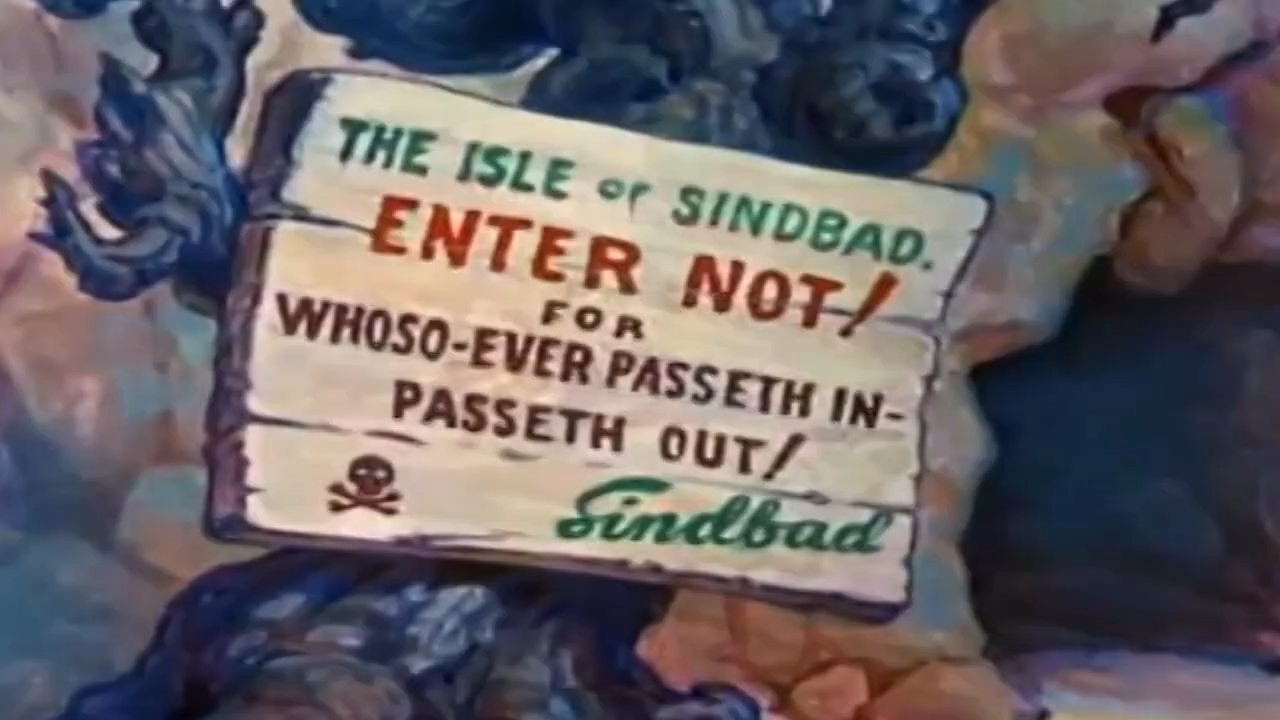 THE ISLE OF SINDBAD.
ENTER NOT!
FOR
WHOSO-EVER PASSETH IN-
PASSETH OUT!
Sindbad